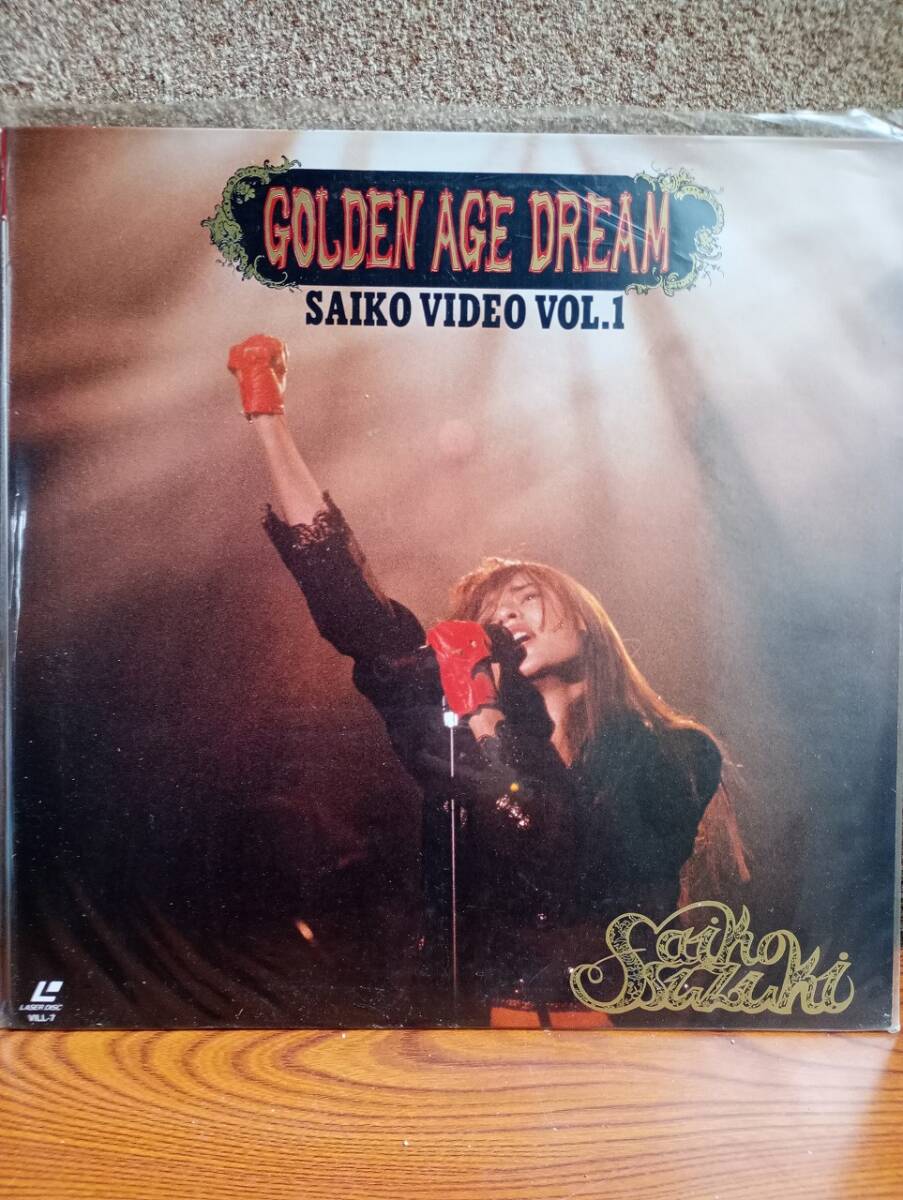 GOLDEN AGE DREAM
SAIKO VIDEO VOL.1
Saiko
Suzuki
LASER DISC
VILL-7